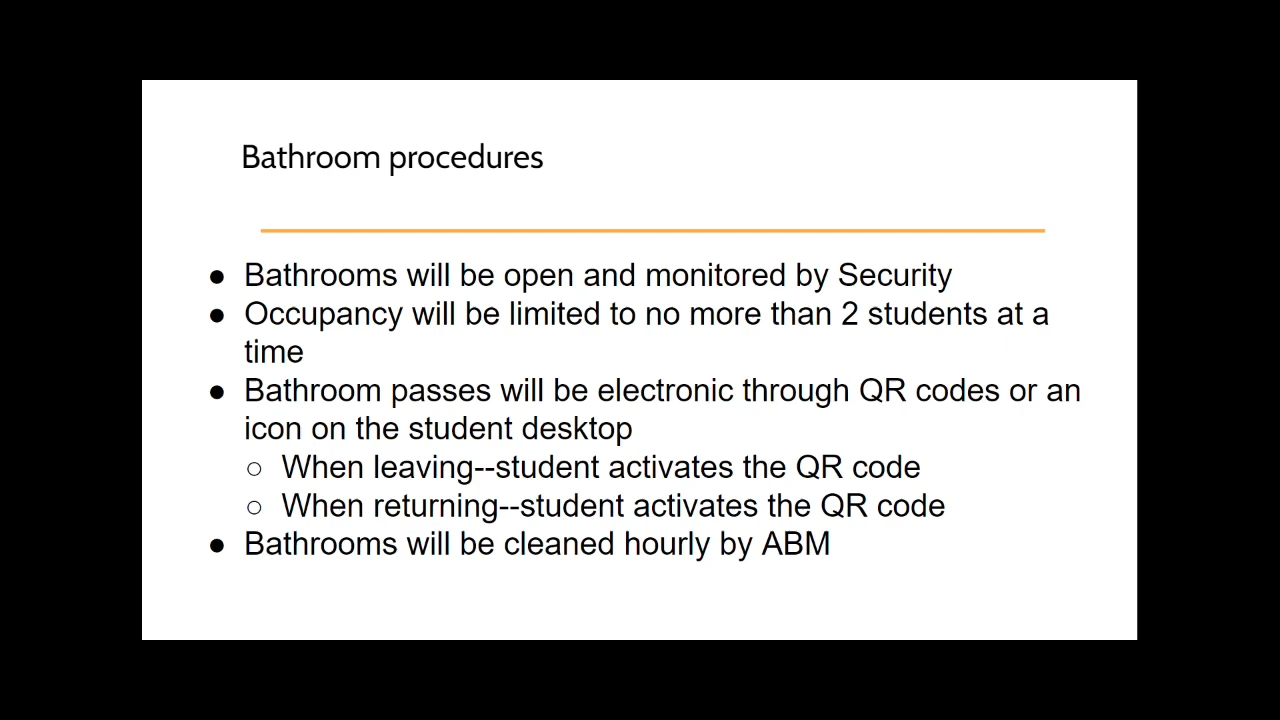 Bathroom procedures
● Bathrooms will be open and monitored by Security
● Occupancy will be limited to no more than 2 students at a
time
● Bathroom passes will be electronic through QR codes or an
icon on the student desktop
○ When leaving--student activates the QR code
○ When returning--student activates the QR code
● Bathrooms will be cleaned hourly by ABM